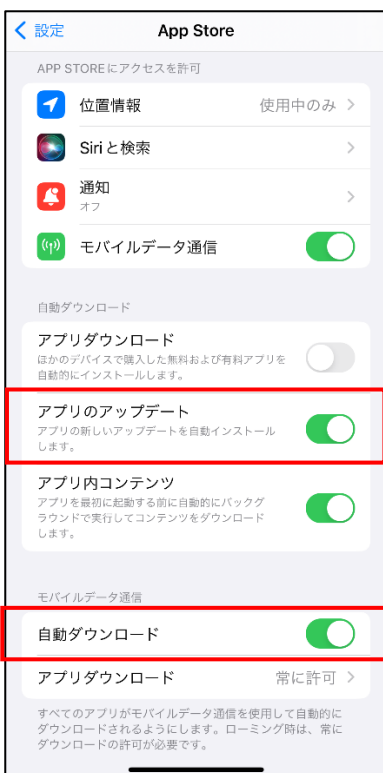 設定
App Store
APP STOREにアクセスを許可
位置情報
使用中のみ
Siriと検索
通知
オフ
モバイルデータ通信
自動ダウンロード
アプリダウンロード
ほかのデバイスで購入した無料および有料アプリを
自動的にインストールします。
アプリのアップデート
アプリの新しいアップデートを自動インストール
します。
アプリ内コンテンツ
アプリを最初に起動する前に自動的にバックグ
ラウンドで実行してコンテンツをダウンロード
します。
モバイルデータ通信
自動ダウンロード
アプリダウンロード
常に許可
すべてのアプリがモバイルデータ通信を使用して自動的に
ダウンロードされるようにします。ローミング時は、常に
ダウンロードの許可が必要です。